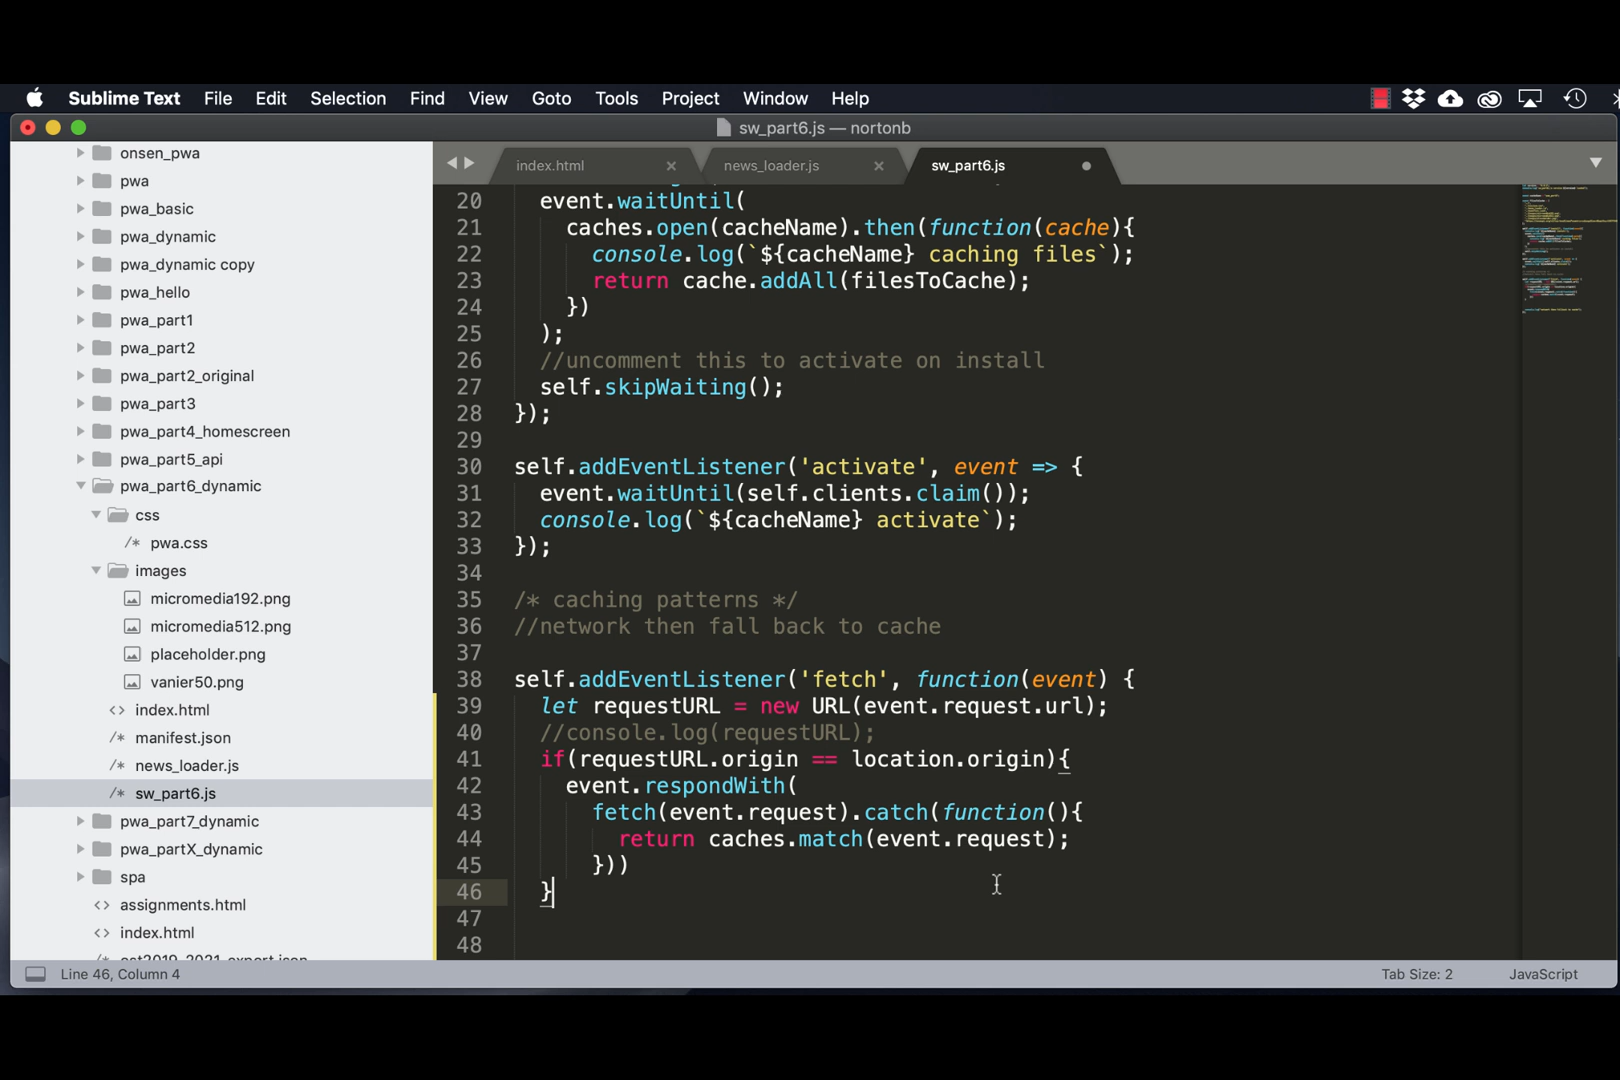 Sublime Text File Edit Selection Find View Goto Tools Project Window Help
sw_part6.js — nortonb
onsen_pwa
pwa
pwa_basic
pwa_dynamic
pwa_dynamic copy
pwa_hello
pwa_part1
pwa_part2
pwa_part2_original
pwa_part3
pwa_part4_homescreen
pwa_part5_api
pwa_part6_dynamic
css
/* pwa.css
images
micromedia192.png
micromedia512.png
placeholder.png
vanier50.png
<> index.html
/* manifest.json
/* news_loader.js
/* sw_part6.js
pwa_part7_dynamic
pwa_partX_dynamic
spa
<> assignments.html
<> index.html
index.html news_loader.js sw_part6.js
20 event.waitUntil(
21 caches.open(cacheName).then(function(cache){
22 console.log(`${cacheName} caching files`);
23 return cache.addAll(filesToCache);
24 })
25 );
26 //uncomment this to activate on install
27 self.skipWaiting();
28 });
29
30 self.addEventListener('activate', event => {
31 event.waitUntil(self.clients.claim());
32 console.log(`${cacheName} activate`);
33 });
34
35 /* caching patterns */
36 //network then fall back to cache
37
38 self.addEventListener('fetch', function(event) {
39 let requestURL = new URL(event.request.url);
40 //console.log(requestURL);
41 if(requestURL.origin == location.origin){
42 event.respondWith(
43 fetch(event.request).catch(function(){
44 return caches.match(event.request);
45 }))
46 }
47
48
Line 46, Column 4
Tab Size: 2
JavaScript